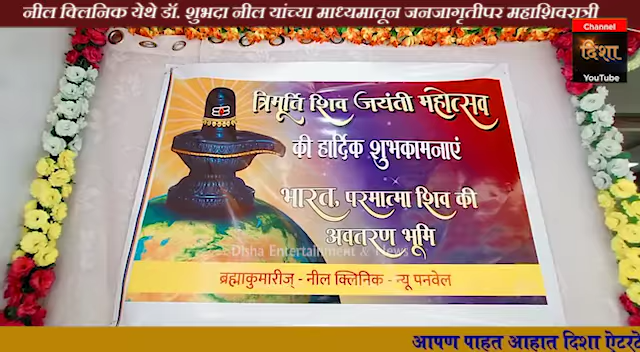 नील क्लिनिक येथे डॉ. शुभदा नील यांच्या माध्यमातून जनजागृतीपर महाशिवरात्री
Channel
दिशा
YouTube
त्रिमूर्ति शिव जयंती महोत्सव
की हार्दिक शुभकामनाएं
भारत, परमात्मा शिव की
अवतरण भूमि
Disha Entertainment & News
ब्रह्माकुमारीज् - नील क्लिनिक - न्यू पनवेल
आपण पाहत आहात दिशा ऐंटरटे